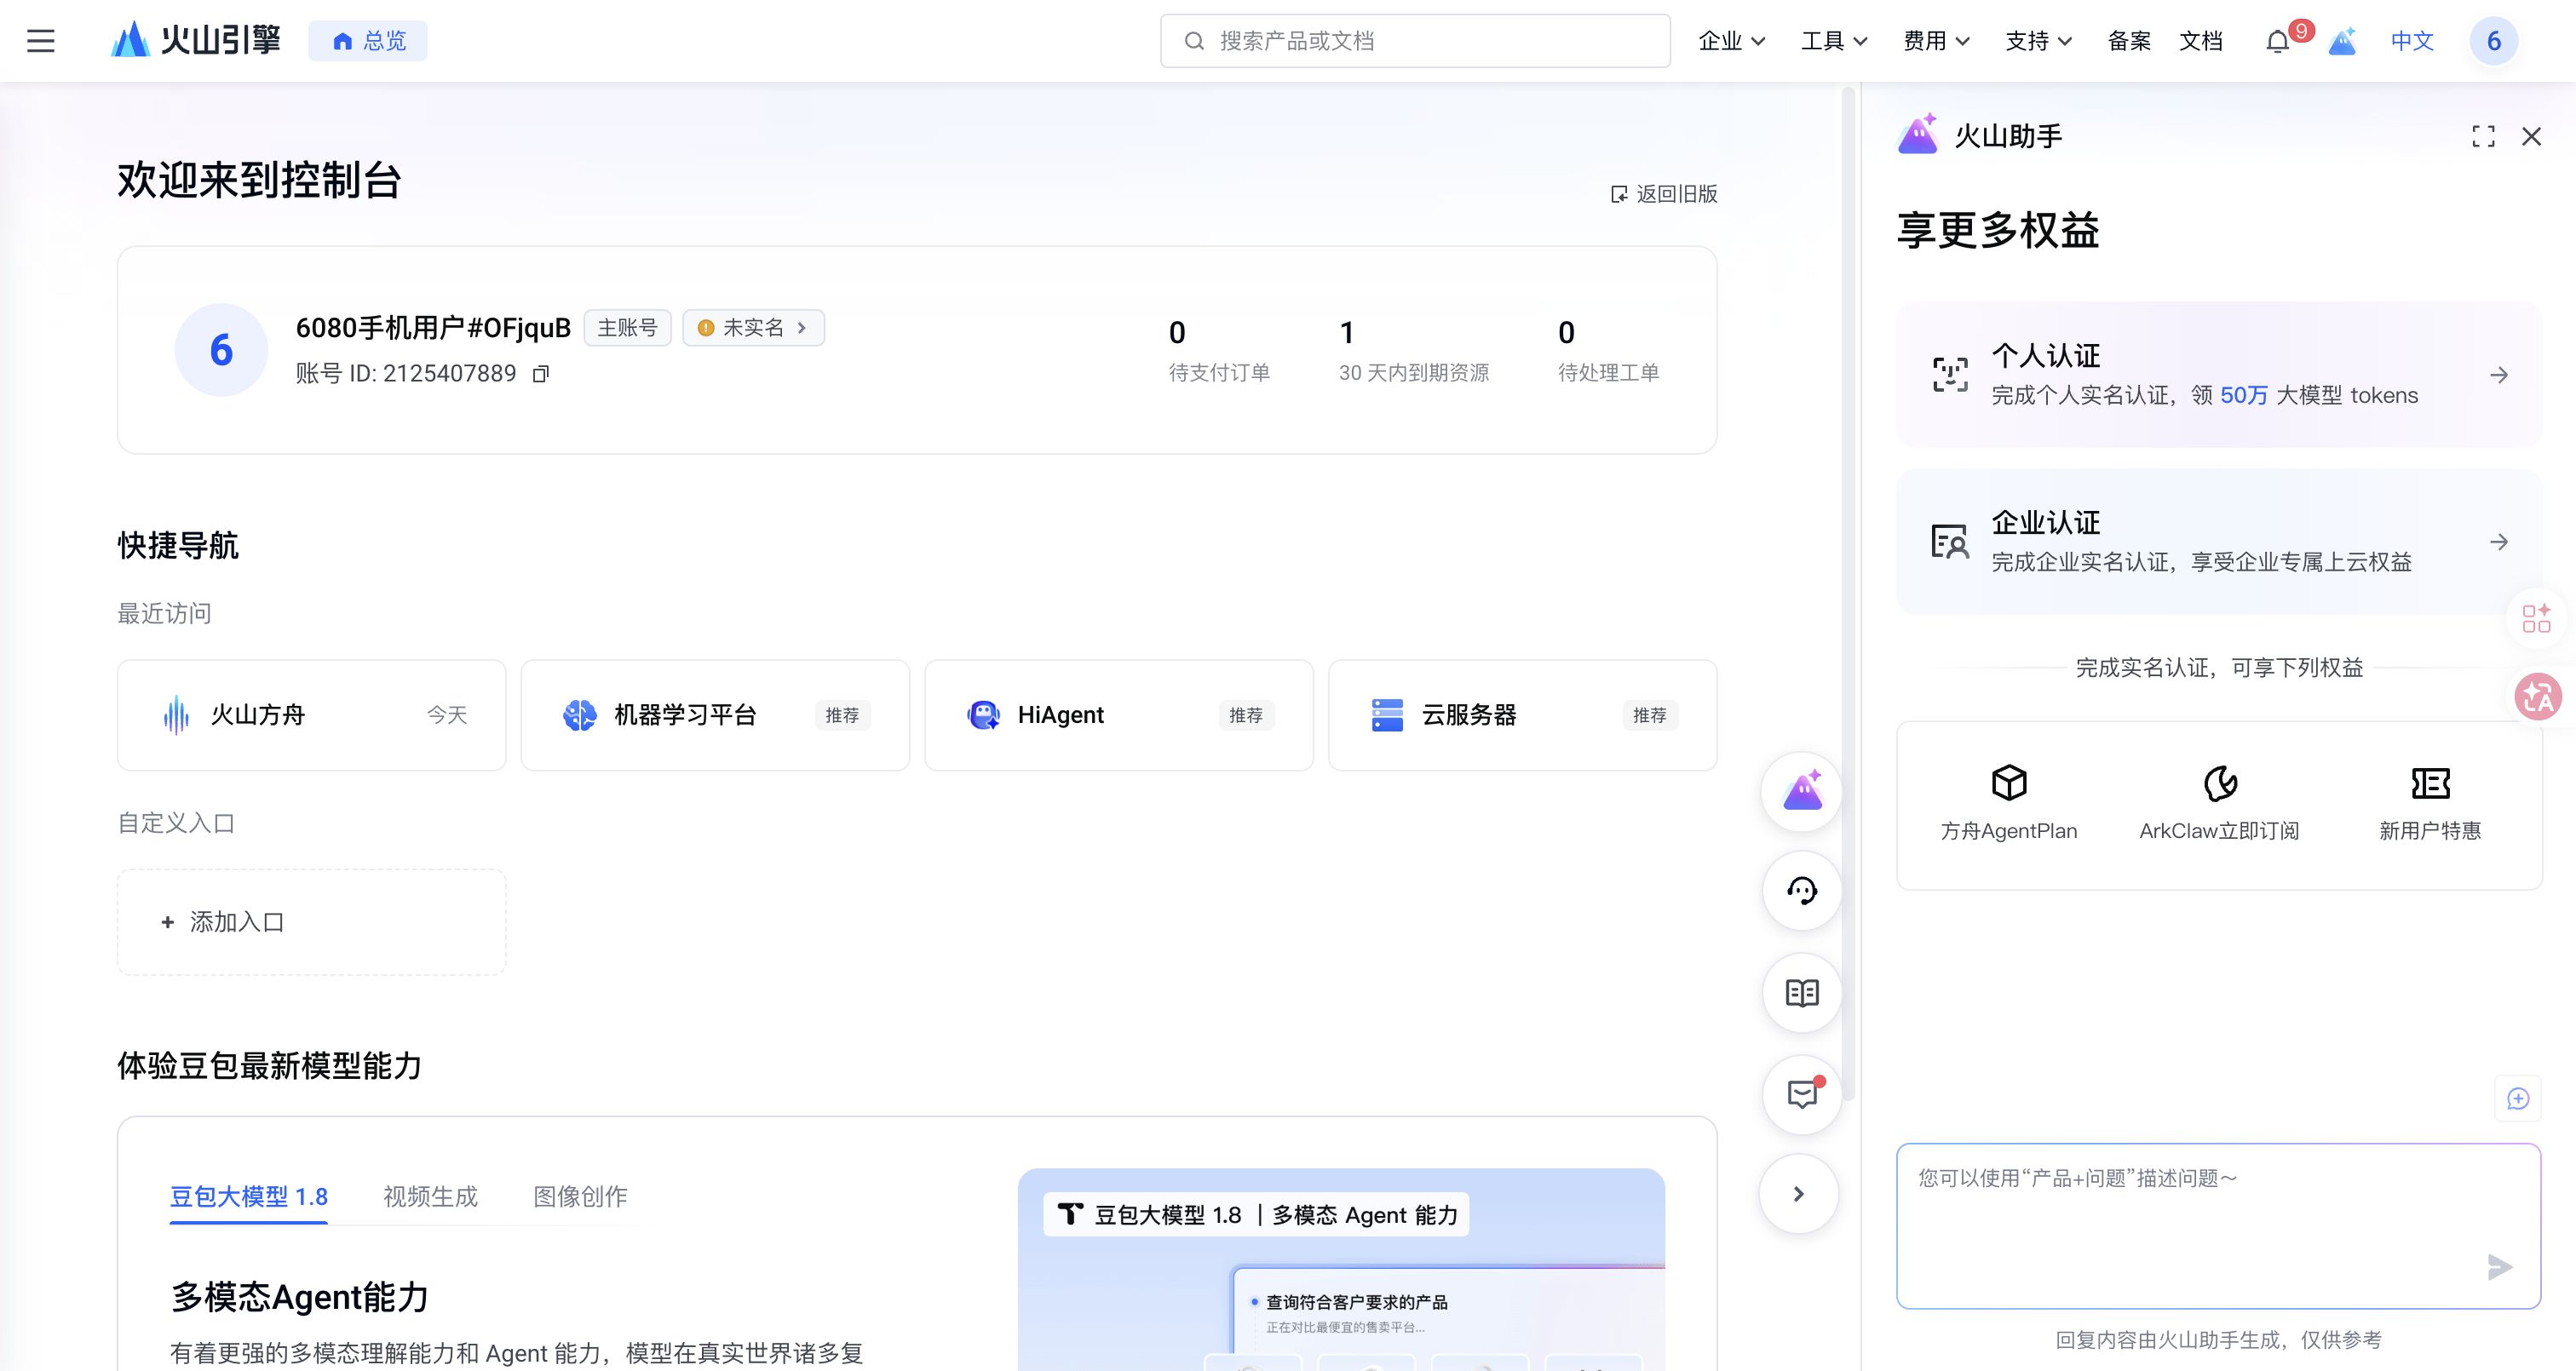 火山引擎
总览
搜索产品或文档
企业
工具
费用
支持
备案
文档
9
中文
6
欢迎来到控制台
返回旧版
6
6080手机用户#OFjquB
主账号
未实名
账号 ID: 2125407889
0
待支付订单
1
30 天内到期资源
0
待处理工单
快捷导航
最近访问
火山方舟
今天
机器学习平台
推荐
HiAgent
推荐
云服务器
推荐
自定义入口
+ 添加入口
体验豆包最新模型能力
豆包大模型 1.8
视频生成
图像创作
多模态Agent能力
有着更强的多模态理解能力和 Agent 能力，模型在真实世界诸多复
豆包大模型 1.8 ｜多模态 Agent 能力
查询符合客户要求的产品
正在对比最便宜的售卖平台...
火山助手
享更多权益
个人认证
完成个人实名认证，领 50万 大模型 tokens
企业认证
完成企业实名认证，享受企业专属上云权益
完成实名认证，可享下列权益
方舟AgentPlan
ArkClaw立即订阅
新用户特惠
您可以使用“产品+问题”描述问题～
回复内容由火山助手生成，仅供参考